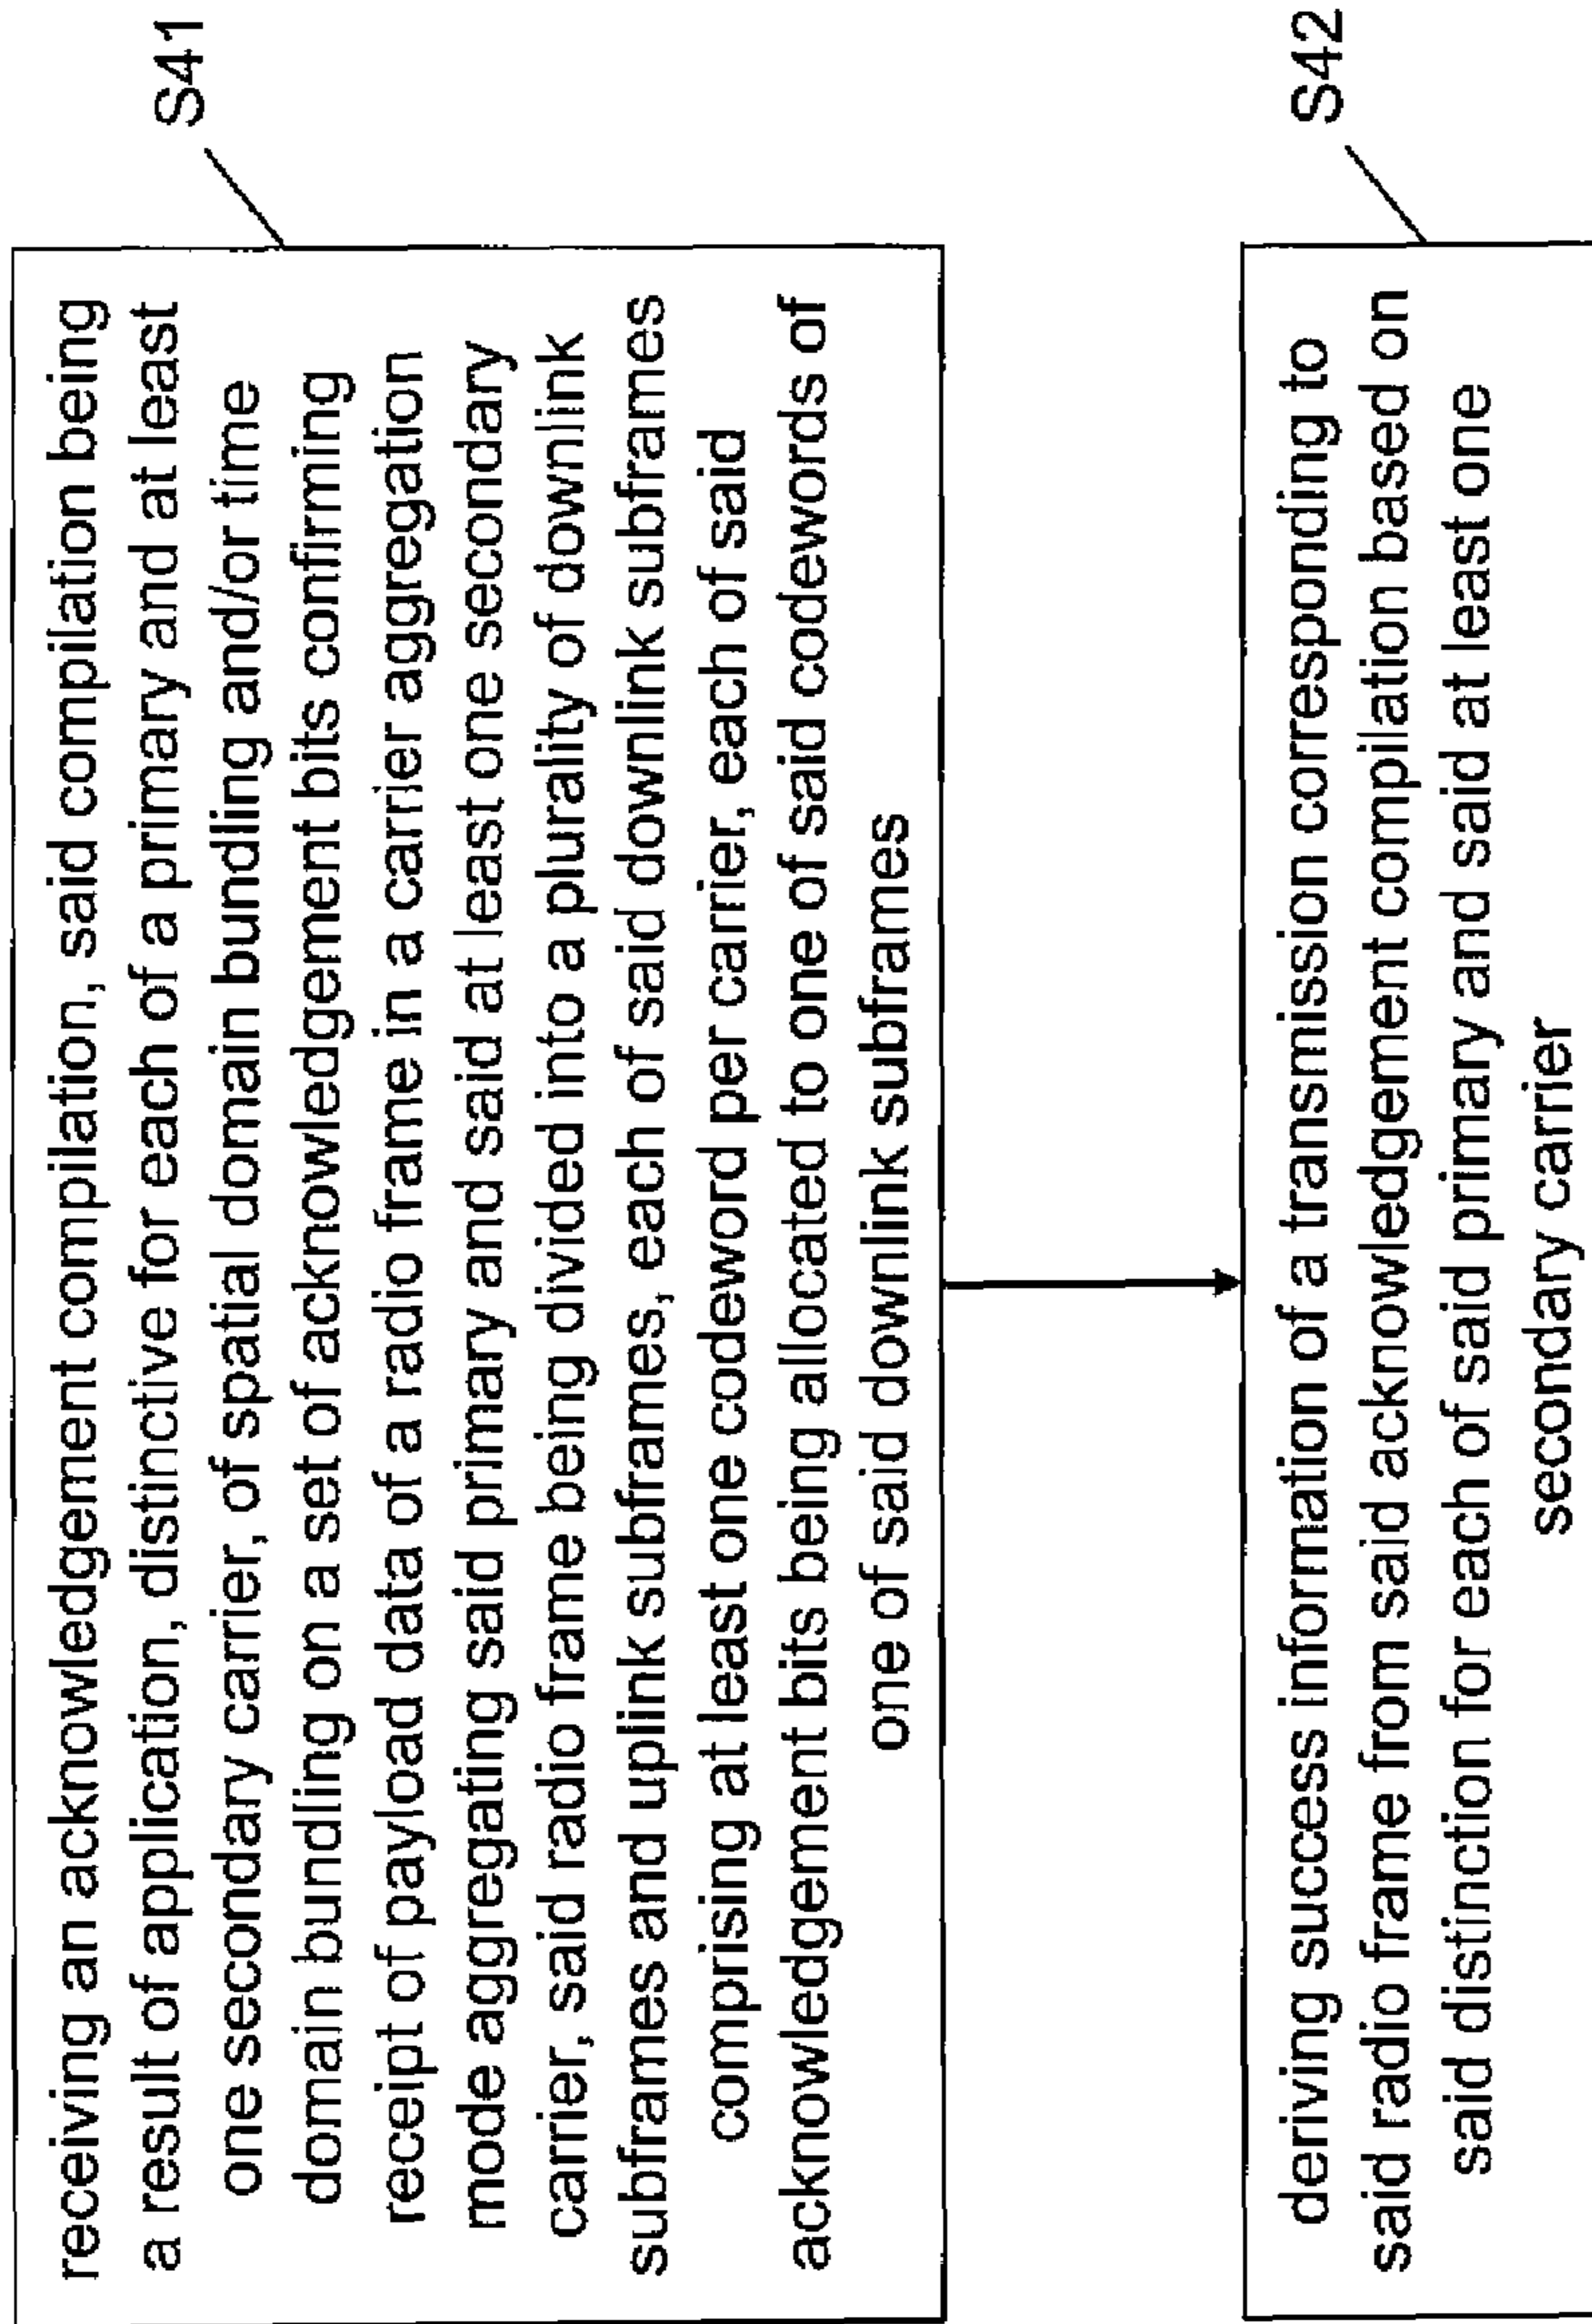 receiving an acknowledgement compilation, said compilation being
a result of application, distinctive for each of a primary and at least
one secondary carrier, of spatial domain bundling and/or time
domain bundling on a set of acknowledgement bits confirming
receipt of payload data of a radio frame in a carrier aggregation
mode aggregating said primary and said at least one secondary
carrier, said radio frame being divided into a plurality of downlink
subframes and uplink subframes, each of said downlink subframes
comprising at least one codeword per carrier, each of said
acknowledgement bits being allocated to one of said codewords of
one of said downlink subframes
S41
deriving success information of a transmission corresponding to
said radio frame from said acknowledgement compilation based on
said distinction for each of said primary and said at least one
secondary carrier
S42